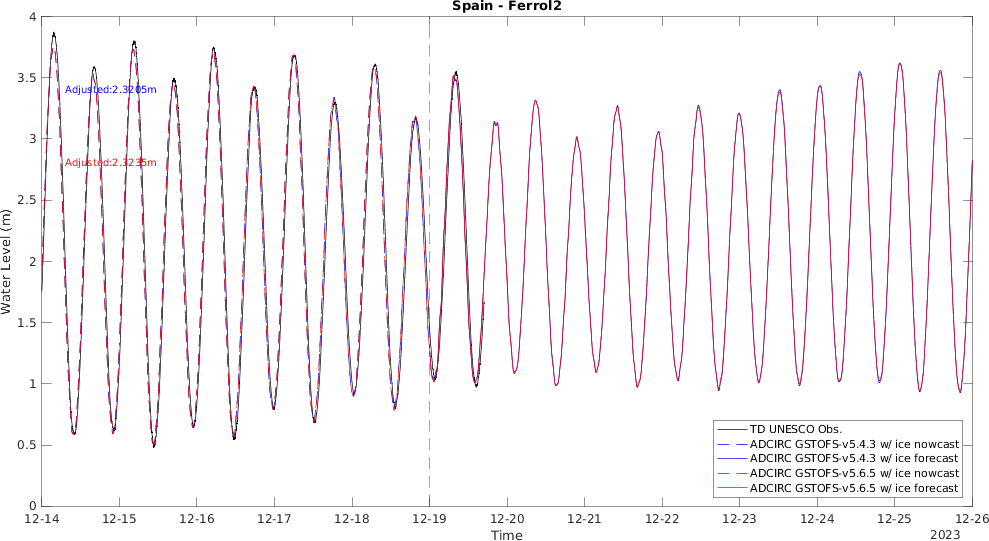 Spain - Ferrol2
Water Level (m)
4
3.5
3
2.5
2
1.5
1
0.5
0
Adjusted:2.3205m
Adjusted:2.3235m
TD UNESCO Obs.
ADCIRC GSTOFS-v5.4.3 w/ ice nowcast
ADCIRC GSTOFS-v5.4.3 w/ ice forecast
ADCIRC GSTOFS-v5.6.5 w/ ice nowcast
ADCIRC GSTOFS-v5.6.5 w/ ice forecast
12-14 12-15 12-16 12-17 12-18 12-19 12-20 12-21 12-22 12-23 12-24 12-25 12-26
Time
2023